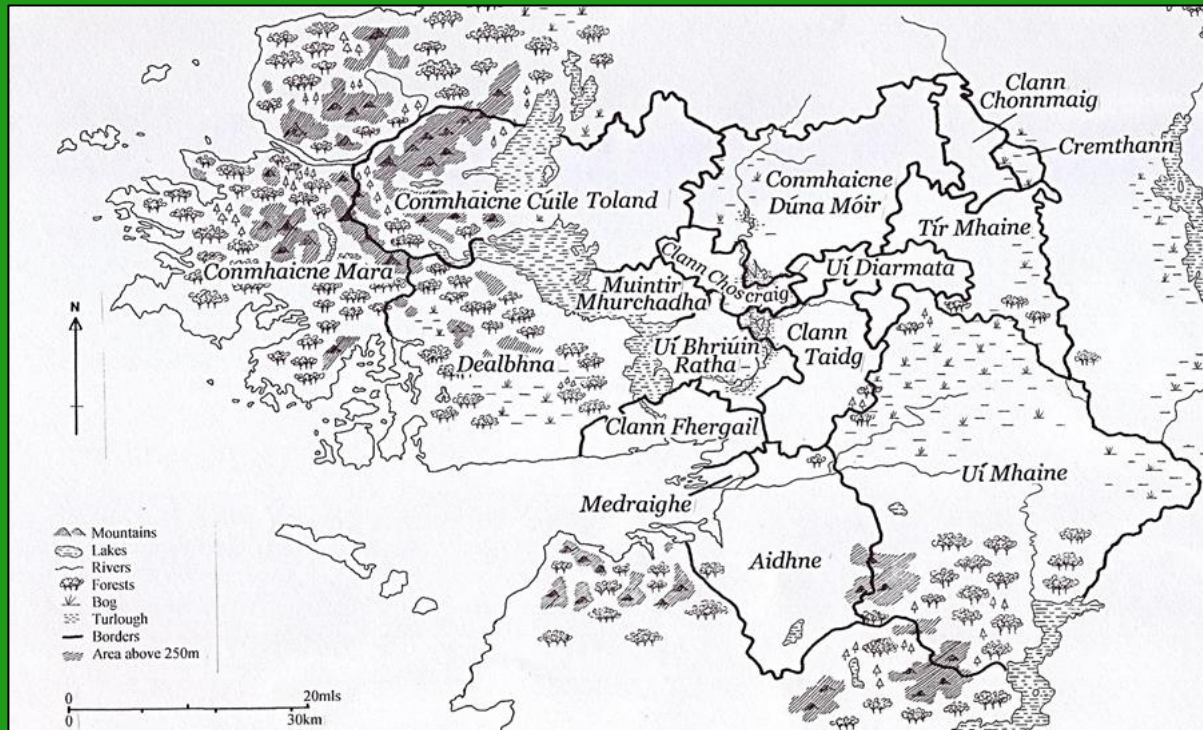 Clann
Chonnmaig
Cremthann
Conmhaicne
Dúna Móir
Conmhaicne Cúile Toland
Tír Mhaine
Clann Choscraig
Uí Diarmata
Conmhaicne Mara
Muintir
Mhurchadha
Clann
Taidg
Uí Bhriúin
Ratha
Dealbhna
Clann Fhergail
Uí Mhaine
Medraighe
Aidhne
N
Mountains
Lakes
Rivers
Forests
Bog
Turlough
Borders
Area above 250m
0 20mls
0 30km